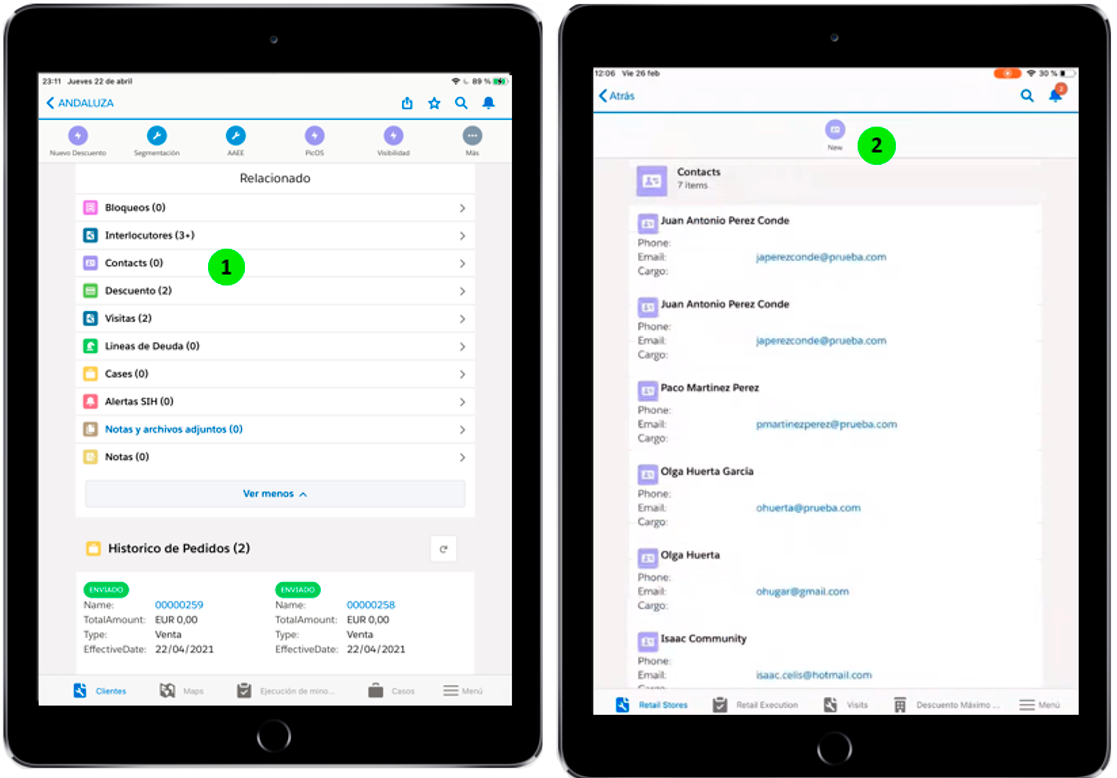 23:11 Jueves 22 de abril
89 %
ANDALUZA
Nuevo Descuento
Segmentación
AAEE
PicOS
Visibilidad
Más
Relacionado
Bloqueos (0)
Interlocutores (3+)
Contacts (0)
1
Descuento (2)
Visitas (2)
Lineas de Deuda (0)
Cases (0)
Alertas SIH (0)
Notas y archivos adjuntos (0)
Notas (0)
Ver menos
Historico de Pedidos (2)
ENVIADO
Name: 00000259
TotalAmount: EUR 0,00
Type: Venta
EffectiveDate: 22/04/2021
ENVIADO
Name: 00000258
TotalAmount: EUR 0,00
Type: Venta
EffectiveDate: 22/04/2021
Clientes
Maps
Ejecución de mino...
Casos
Menú
12:06 Vie 26 feb
30 %
Atrás
2
New
2
Contacts
7 items
Juan Antonio Perez Conde
Phone:
Email: japerezconde@prueba.com
Cargo:
Juan Antonio Perez Conde
Phone:
Email: japerezconde@prueba.com
Cargo:
Paco Martinez Perez
Phone:
Email: pmartinezperez@prueba.com
Cargo:
Olga Huerta García
Phone:
Email: ohuerta@prueba.com
Cargo:
Olga Huerta
Phone:
Email: ohugar@gmail.com
Cargo:
Isaac Community
Phone:
Email: isaac.celis@hotmail.com
Cargo:
Retail Stores
Retail Execution
Visits
Descuento Máximo ...
Menú